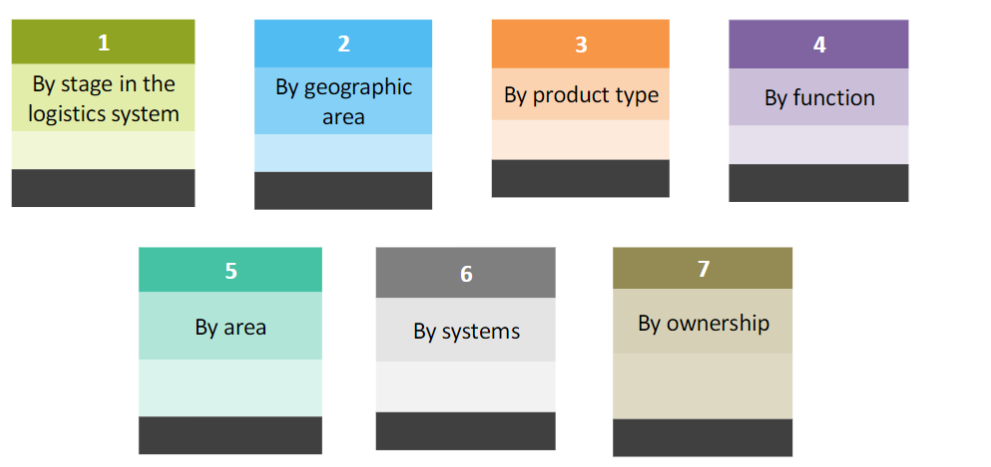 1
By stage in the
logistics system
2
By geographic
area
3
By product type
4
By function
5
By area
6
By systems
7
By ownership